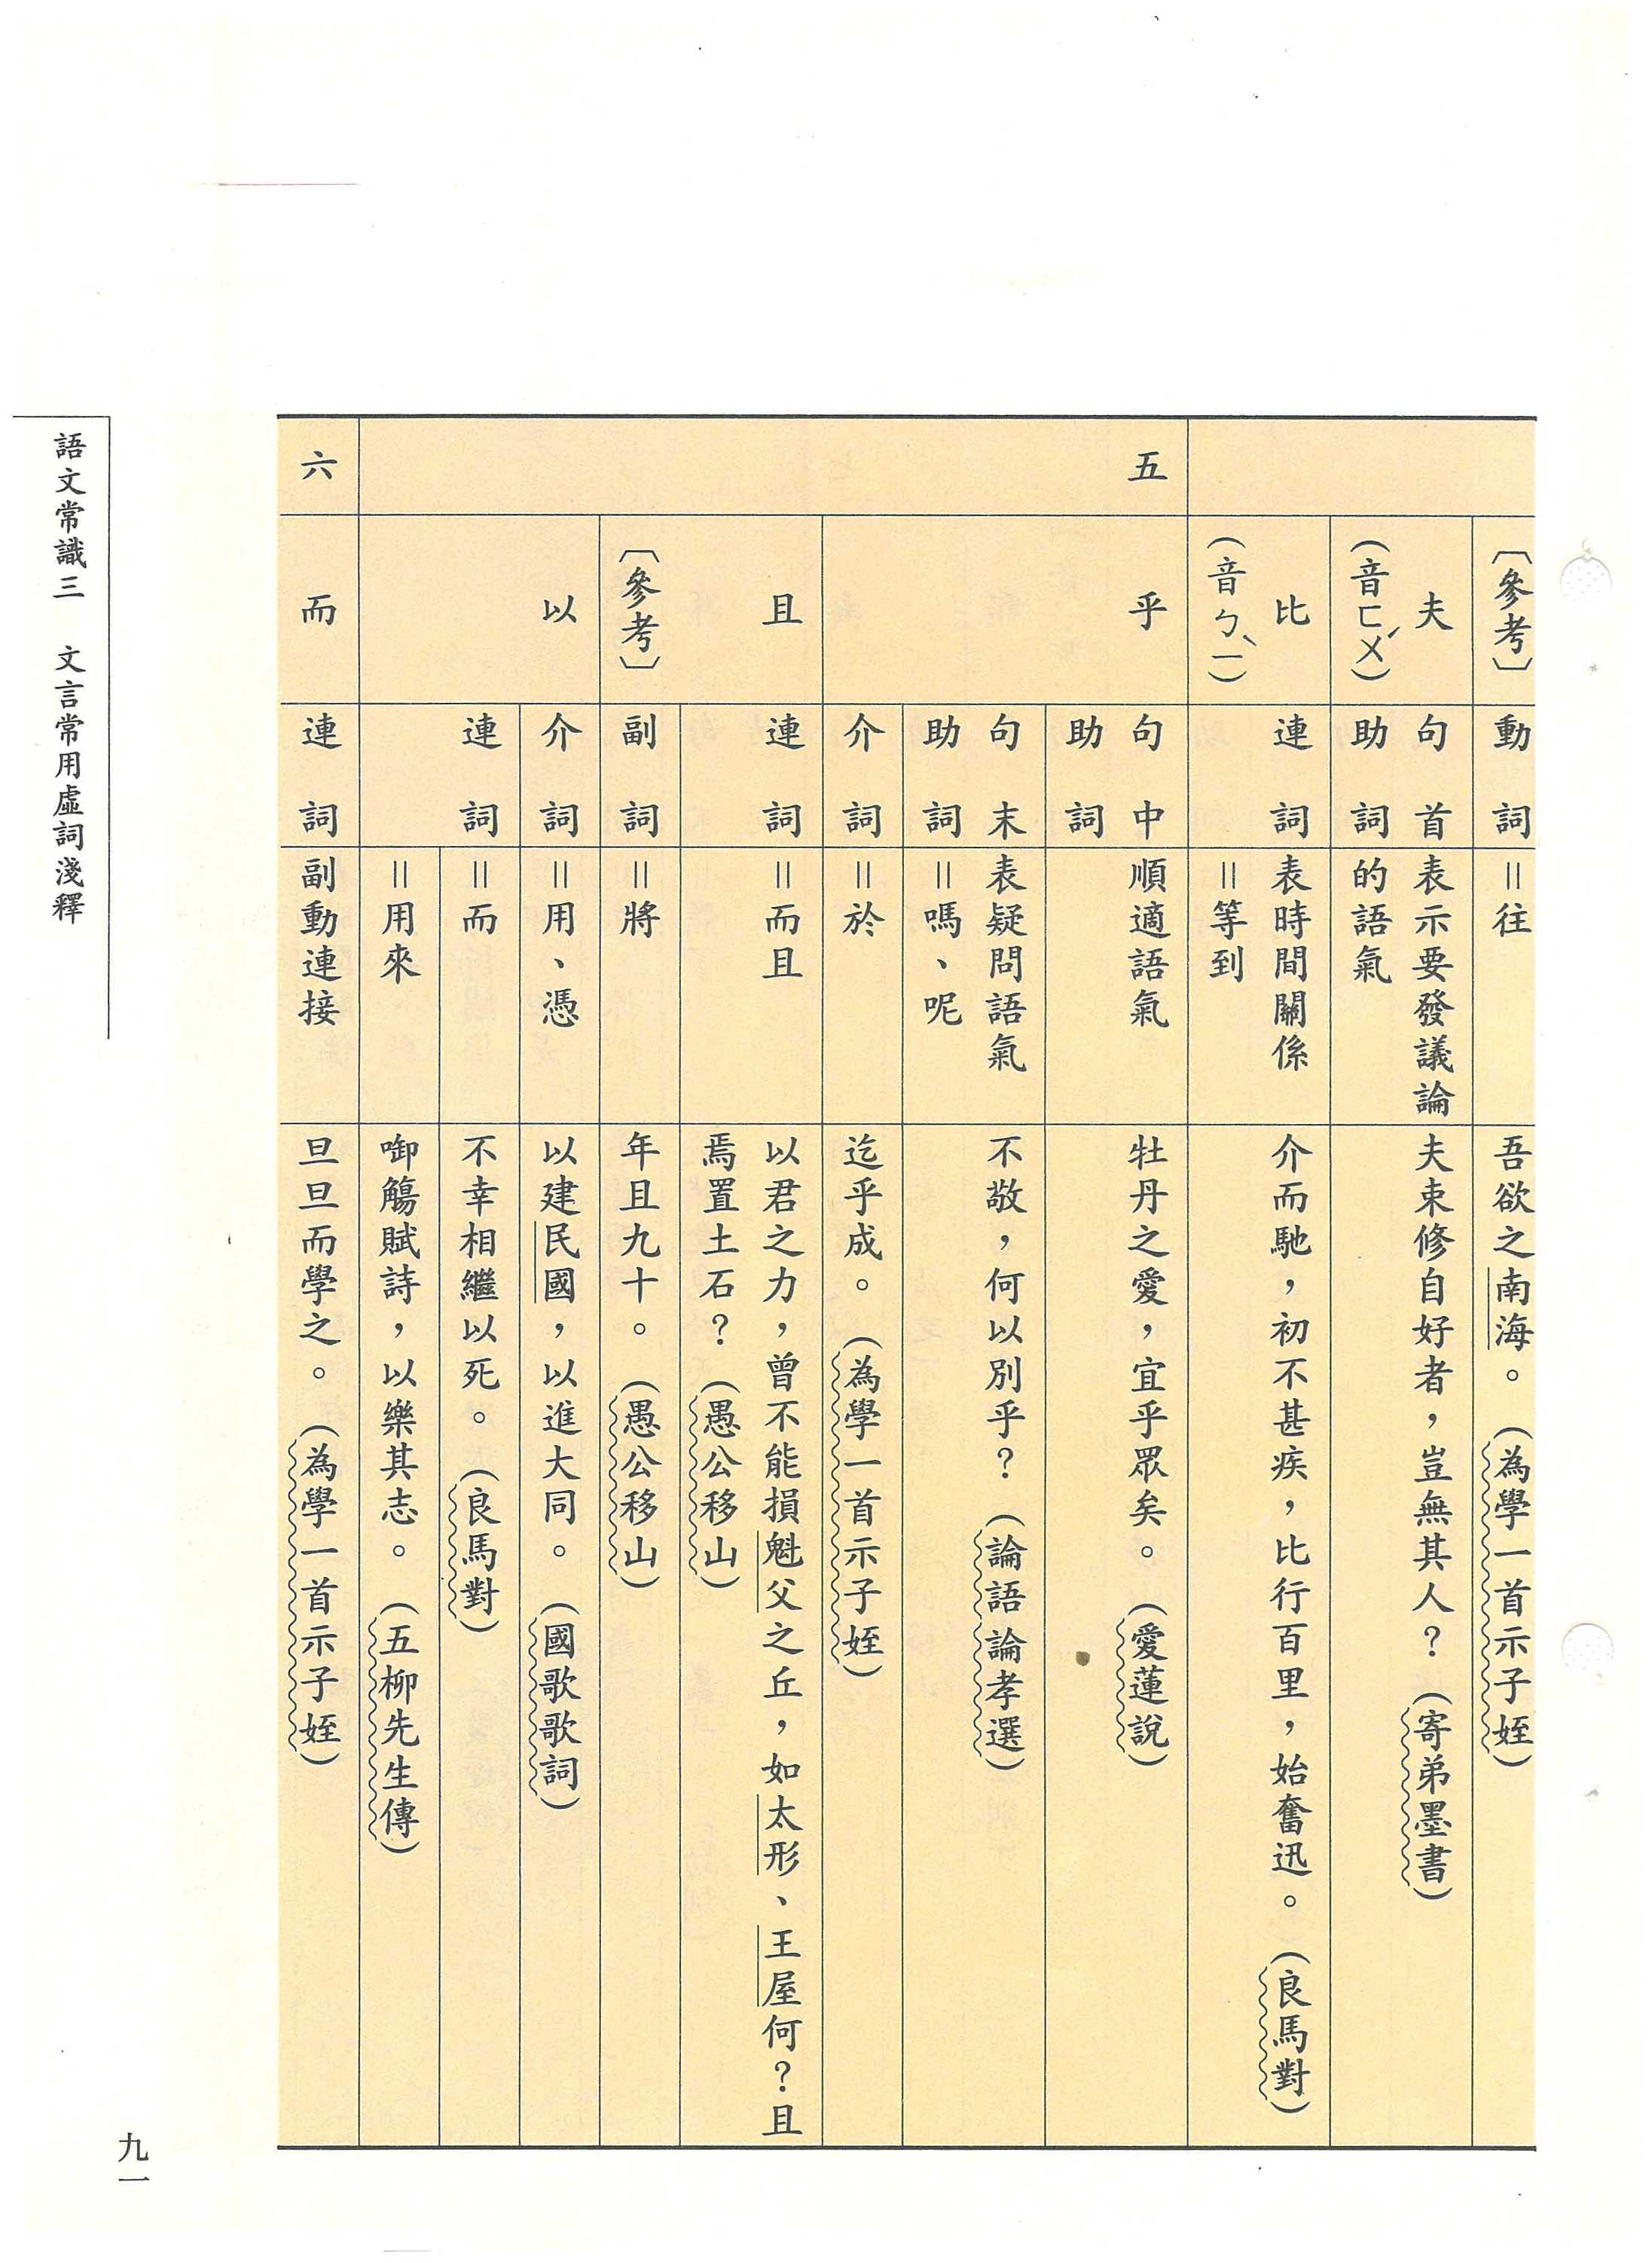 〔參考〕
動詞
＝往
吾欲之南海。（為學一首示子姪）
夫
（音ㄈㄨˊ）
句首
助詞
表示要發議論
的語氣
夫束修自好者，豈無其人？（寄弟墨書）
比
（音ㄅㄧˋ）
連詞
表時間關係
＝等到
介而馳，初不甚疾，比行百里，始奮迅。（良馬對）
五
乎
句中
助詞
順適語氣
牡丹之愛，宜乎眾矣。（愛蓮說）
句末
助詞
表疑問語氣
＝嗎、呢
不敬，何以別乎？（論語論孝選）
介詞
＝於
迄乎成。（為學一首示子姪）
且
連詞
＝而且
以君之力，曾不能損魁父之丘，如太形、王屋何？且
焉置土石？（愚公移山）
〔參考〕
副詞
＝將
年且九十。（愚公移山）
以
介詞
＝用、憑
以建民國，以進大同。（國歌歌詞）
連詞
＝而
不幸相繼以死。（良馬對）
＝用來
啣觴賦詩，以樂其志。（五柳先生傳）
六
而
連詞
副動連接
旦旦而學之。（為學一首示子姪）
語文常識三　文言常用虛詞淺釋
九一